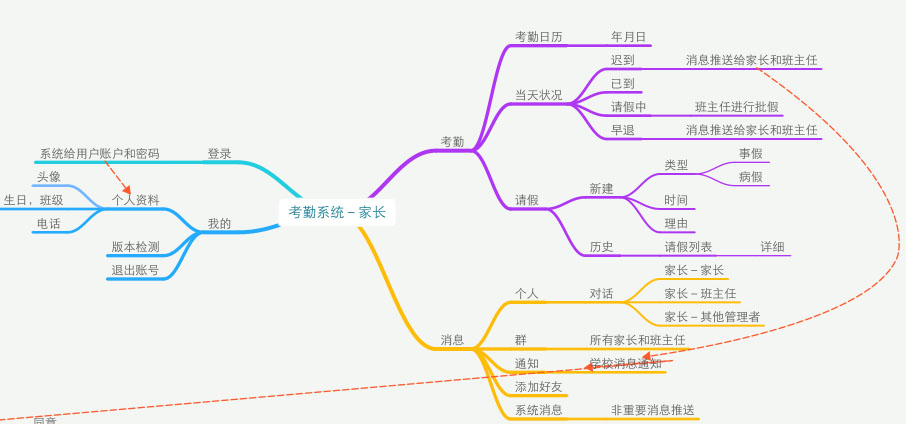 考勤系统 – 家长
登录
系统给用户账户和密码
我的
个人资料
头像
生日，班级
电话
版本检测
退出账号
考勤
考勤日历
年月日
当天状况
迟到
消息推送给家长和班主任
已到
请假中
班主任进行批假
早退
消息推送给家长和班主任
请假
新建
类型
事假
病假
时间
理由
历史
请假列表
详细
消息
个人
对话
家长 – 家长
家长 – 班主任
家长 – 其他管理者
群
所有家长和班主任
通知
学校消息通知
添加好友
系统消息
非重要消息推送
同意